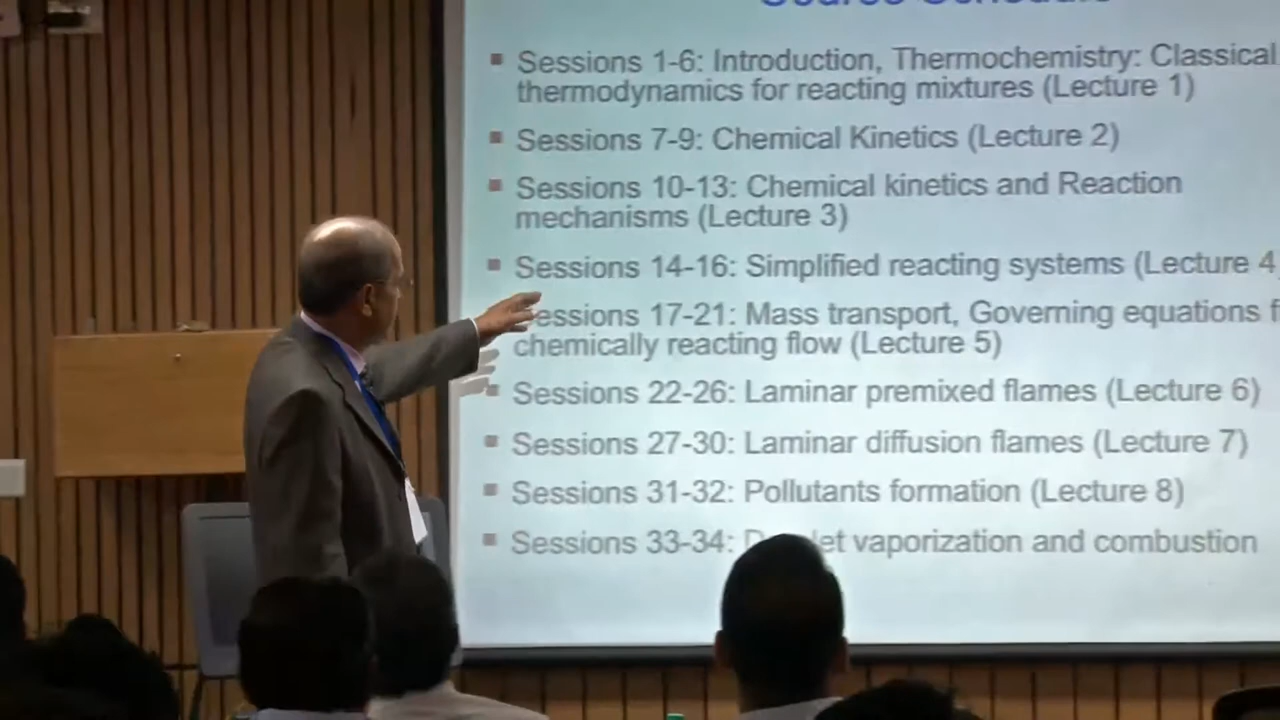 Course Schedule
Sessions 1-6: Introduction, Thermochemistry: Classical
thermodynamics for reacting mixtures (Lecture 1)
Sessions 7-9: Chemical Kinetics (Lecture 2)
Sessions 10-13: Chemical kinetics and Reaction
mechanisms (Lecture 3)
Sessions 14-16: Simplified reacting systems (Lecture 4
essions 17-21: Mass transport, Governing equations f
chemically reacting flow (Lecture 5)
Sessions 22-26: Laminar premixed flames (Lecture 6)
Sessions 27-30: Laminar diffusion flames (Lecture 7)
Sessions 31-32: Pollutants formation (Lecture 8)
Sessions 33-34: vaporization and combustion